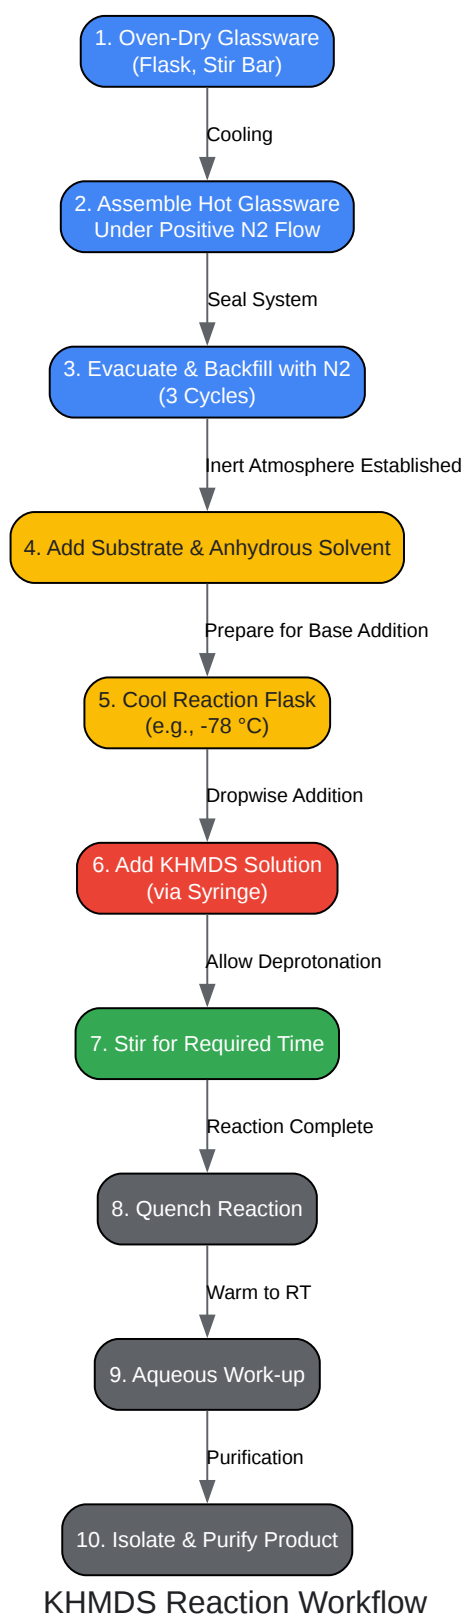 1. Oven-Dry Glassware
(Flask, Stir Bar)
Cooling
2. Assemble Hot Glassware
Under Positive N2 Flow
Seal System
3. Evacuate & Backfill with N2
(3 Cycles)
Inert Atmosphere Established
4. Add Substrate & Anhydrous Solvent
Prepare for Base Addition
5. Cool Reaction Flask
(e.g., -78 °C)
Dropwise Addition
6. Add KHMDS Solution
(via Syringe)
Allow Deprotonation
7. Stir for Required Time
Reaction Complete
8. Quench Reaction
Warm to RT
9. Aqueous Work-up
Purification
10. Isolate & Purify Product
KHMDS Reaction Workflow